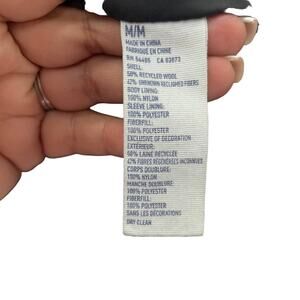 M/M
MADE IN CHINA
FABRIQUÉ EN CHINE
RN 54485 CA 03873
SHELL:
58% RECYCLED WOOL
42% UNKNOWN RECLAIMED FIBERS
BODY LINING:
100% NYLON
SLEEVE LINING:
100% POLYESTER
FIBERFILL:
100% POLYESTER
EXCLUSIVE OF DECORATION
EXTÉRIEUR:
58% LAINE RECYCLÉE
42% FIBRES RÉGÉNÉRÉES INCONNUES
CORPS DOUBLURE:
100% NYLON
MANCHE DOUBLURE:
100% POLYESTER
FIBERFILL:
100% POLYESTER
SANS LES DÉCORATIONS
DRY CLEAN